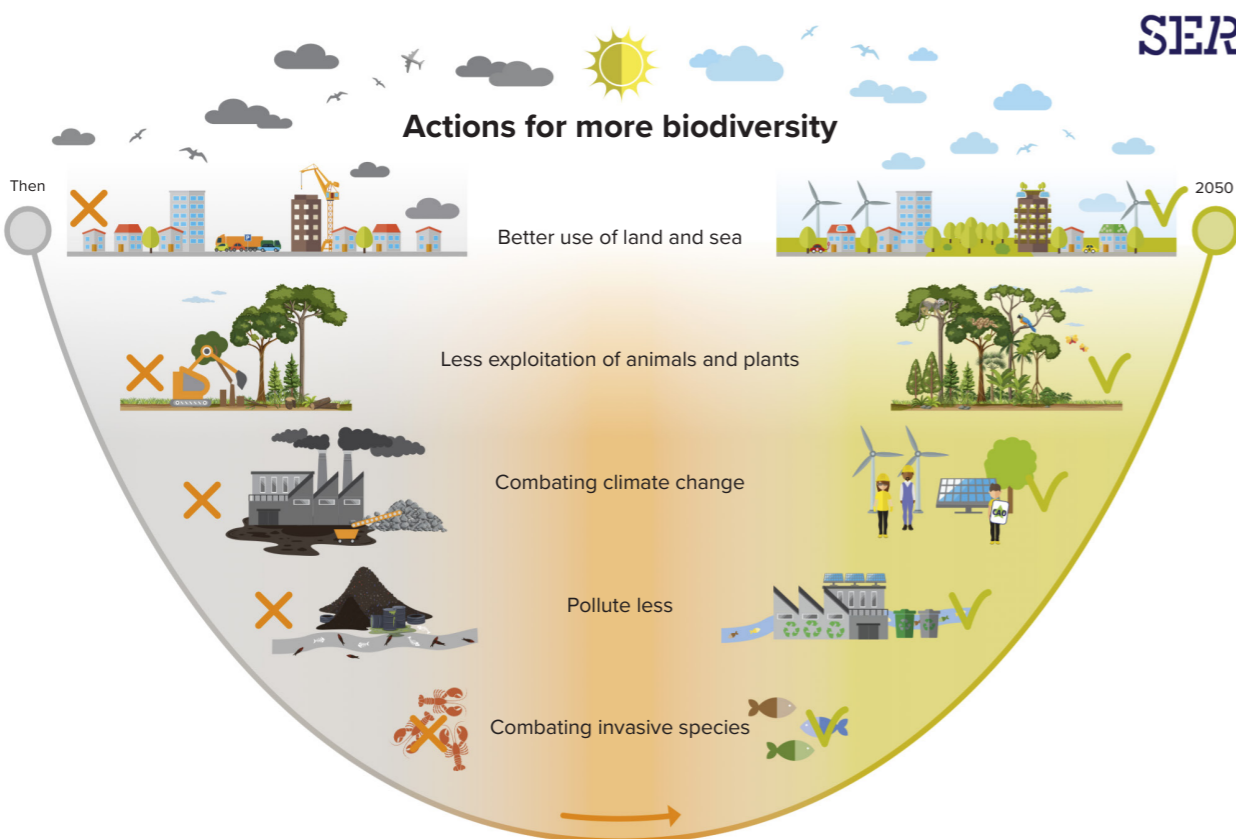 SER
Actions for more biodiversity
Then
2050
Better use of land and sea
Less exploitation of animals and plants
Combating climate change
CAO
Pollute less
Combating invasive species